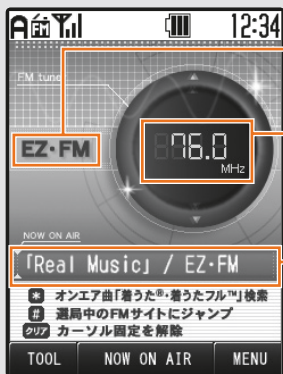 12:34
FM tune
EZ・FM
76.0
MHz
NOW ON AIR
「Real Music」 / EZ・FM
* オンエア曲「着うた®・着うたフル™」検索
# 選局中のFMサイトにジャンプ
クリア カーソル固定を解除
TOOL NOW ON AIR MENU